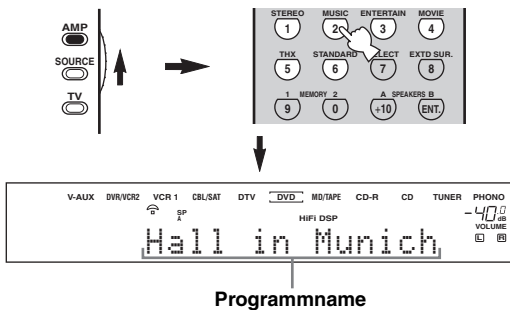 AMP
SOURCE
TV
STEREO MUSIC ENTERTAIN MOVIE
1 2 3 4
THX STANDARD SELECT EXTD SUR.
5 6 7 8
1 MEMORY 2 A SPEAKERS B
9 0 +10 ENT.
V-AUX DVR/VCR2 VCR 1 CBL/SAT DTV DVD MD/TAPE CD-R CD TUNER PHONO
SP A HiFi DSP -40.0 dB
VOLUME
L R
Hall in Munich
Programmname